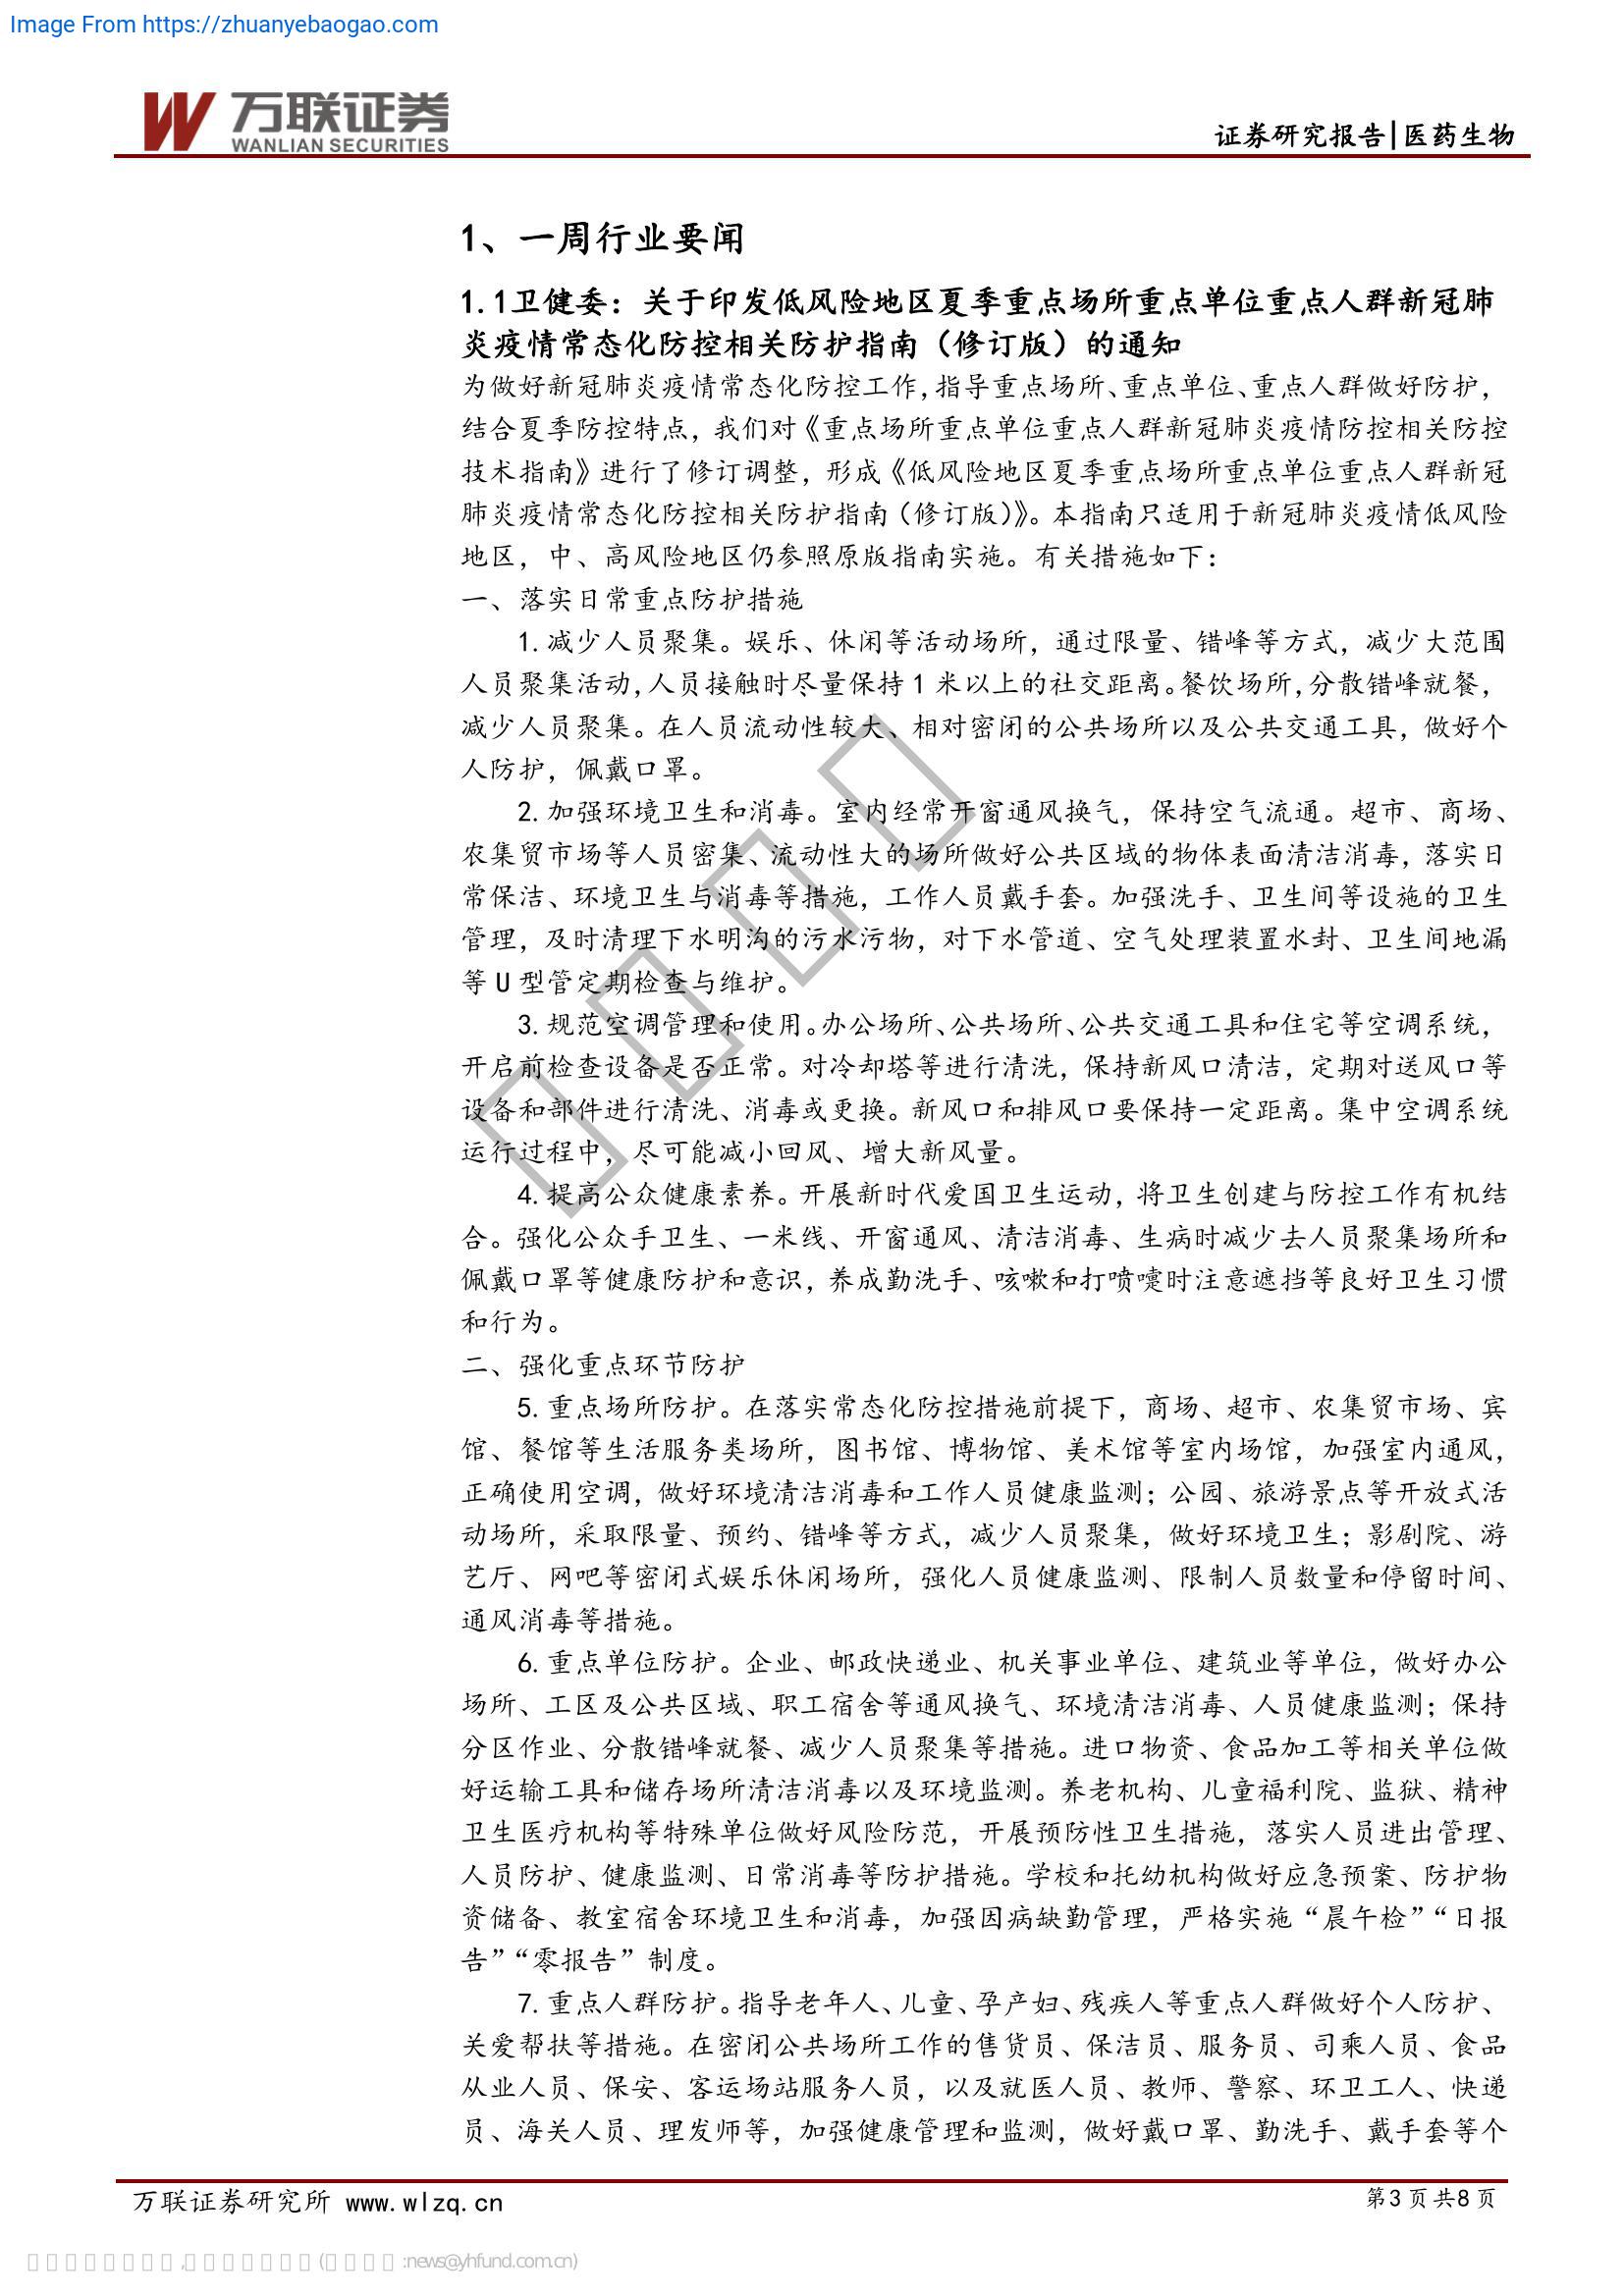 Image From https://zhuanyebaogao.com
万联证券
WANLIAN SECURITIES
证券研究报告|医药生物
1、一周行业要闻
1.1卫健委：关于印发低风险地区夏季重点场所重点单位重点人群新冠肺
炎疫情常态化防控相关防护指南（修订版）的通知
为做好新冠肺炎疫情常态化防控工作，指导重点场所、重点单位、重点人群做好防护，
结合夏季防控特点，我们对《重点场所重点单位重点人群新冠肺炎疫情防控相关防控
技术指南》进行了修订调整，形成《低风险地区夏季重点场所重点单位重点人群新冠
肺炎疫情常态化防控相关防护指南（修订版）》。本指南只适用于新冠肺炎疫情低风险
地区，中、高风险地区仍参照原版指南实施。有关措施如下：
一、落实日常重点防护措施
1.减少人员聚集。娱乐、休闲等活动场所，通过限量、错峰等方式，减少大范围
人员聚集活动，人员接触时尽量保持 1 米以上的社交距离。餐饮场所，分散错峰就餐，
减少人员聚集。在人员流动性较大、相对密闭的公共场所以及公共交通工具，做好个
人防护，佩戴口罩。
2.加强环境卫生和消毒。室内经常开窗通风换气，保持空气流通。超市、商场、
农集贸市场等人员密集、流动性大的场所做好公共区域的物体表面清洁消毒，落实日
常保洁、环境卫生与消毒等措施，工作人员戴手套。加强洗手、卫生间等设施的卫生
管理，及时清理下水明沟的污水污物，对下水管道、空气处理装置水封、卫生间地漏
等 U 型管定期检查与维护。
3.规范空调管理和使用。办公场所、公共场所、公共交通工具和住宅等空调系统，
开启前检查设备是否正常。对冷却塔等进行清洗，保持新风口清洁，定期对送风口等
设备和部件进行清洗、消毒或更换。新风口和排风口要保持一定距离。集中空调系统
运行过程中，尽可能减小回风、增大新风量。
4.提高公众健康素养。开展新时代爱国卫生运动，将卫生创建与防控工作有机结
合。强化公众手卫生、一米线、开窗通风、清洁消毒、生病时减少去人员聚集场所和
佩戴口罩等健康防护和意识，养成勤洗手、咳嗽和打喷嚏时注意遮挡等良好卫生习惯
和行为。
二、强化重点环节防护
5.重点场所防护。在落实常态化防控措施前提下，商场、超市、农集贸市场、宾
馆、餐馆等生活服务类场所，图书馆、博物馆、美术馆等室内场馆，加强室内通风，
正确使用空调，做好环境清洁消毒和工作人员健康监测；公园、旅游景点等开放式活
动场所，采取限量、预约、错峰等方式，减少人员聚集，做好环境卫生；影剧院、游
艺厅、网吧等密闭式娱乐休闲场所，强化人员健康监测、限制人员数量和停留时间、
通风消毒等措施。
6.重点单位防护。企业、邮政快递业、机关事业单位、建筑业等单位，做好办公
场所、工区及公共区域、职工宿舍等通风换气、环境清洁消毒、人员健康监测；保持
分区作业、分散错峰就餐、减少人员聚集等措施。进口物资、食品加工等相关单位做
好运输工具和储存场所清洁消毒以及环境监测。养老机构、儿童福利院、监狱、精神
卫生医疗机构等特殊单位做好风险防范，开展预防性卫生措施，落实人员进出管理、
人员防护、健康监测、日常消毒等防护措施。学校和托幼机构做好应急预案、防护物
资储备、教室宿舍环境卫生和消毒，加强因病缺勤管理，严格实施“晨午检”“日报
告”“零报告”制度。
7.重点人群防护。指导老年人、儿童、孕产妇、残疾人等重点人群做好个人防护、
关爱帮扶等措施。在密闭公共场所工作的售货员、保洁员、服务员、司乘人员、食品
从业人员、保安、客运场站服务人员，以及就医人员、教师、警察、环卫工人、快递
员、海关人员、理发师等，加强健康管理和监测，做好戴口罩、勤洗手、戴手套等个
万联证券研究所 www.wlzq.cn
第 3 页 共 8 页
:news@yhfund.com.cn)